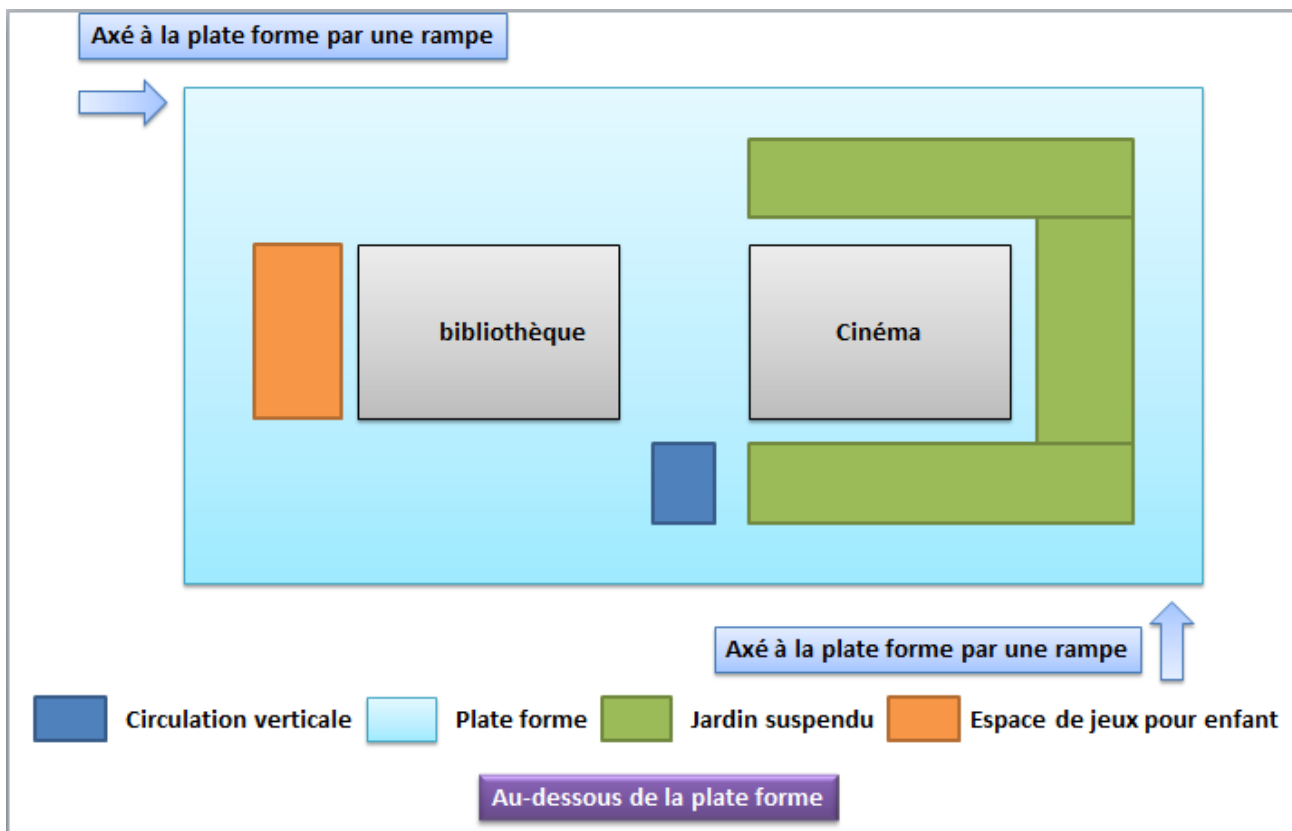 Axé à la plate forme par une rampe
bibliothèque
Cinéma
Axé à la plate forme par une rampe
Circulation verticale
Plate forme
Jardin suspendu
Espace de jeux pour enfant
Au-dessous de la plate forme